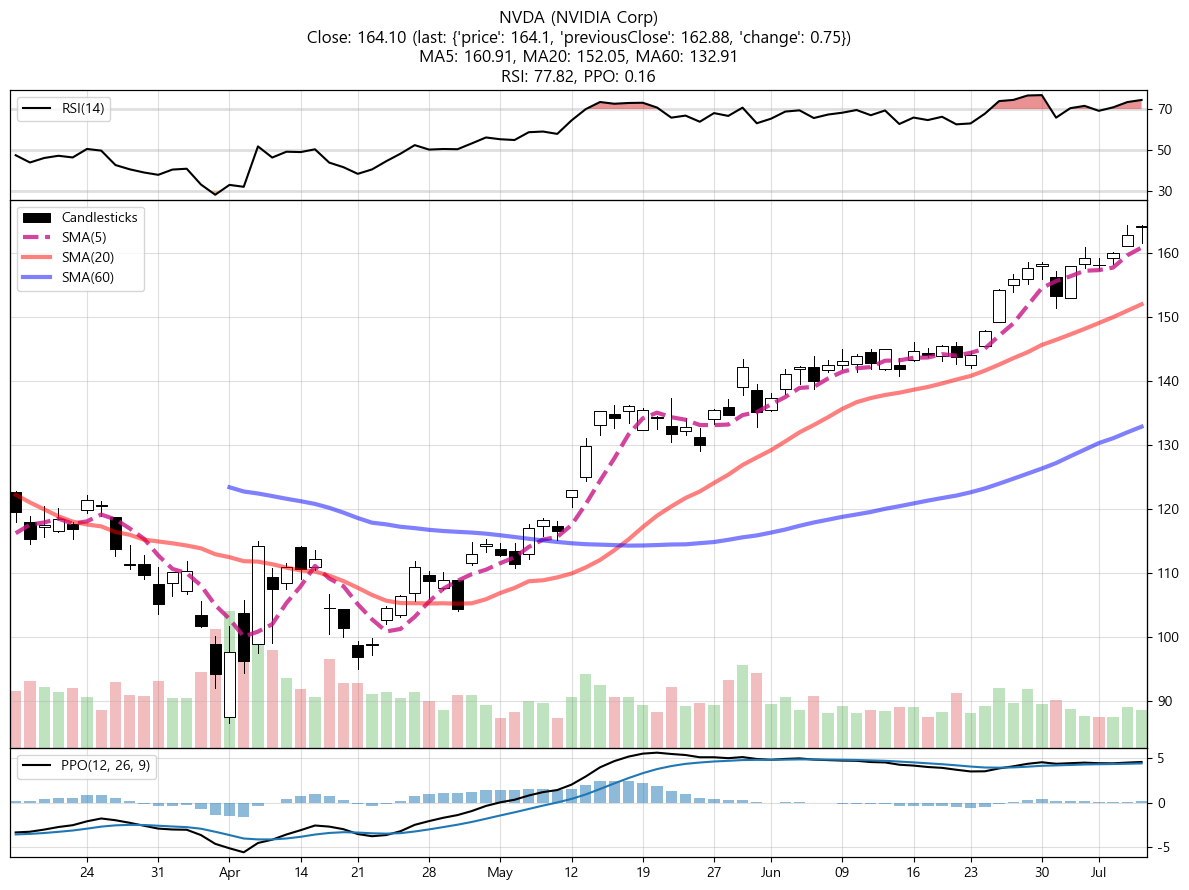 NVDA (NVIDIA Corp)
Close: 164.10 (last: {'price': 164.1, 'previousClose': 162.88, 'change': 0.75})
MA5: 160.91, MA20: 152.05, MA60: 132.91
RSI: 77.82, PPO: 0.16
RSI(14)
70
50
30
Candlesticks
SMA(5)
SMA(20)
SMA(60)
160
150
140
130
120
110
100
90
PPO(12, 26, 9)
5
0
-5
24 31 Apr 14 21 28 May 12 19 27 Jun 09 16 23 30 Jul